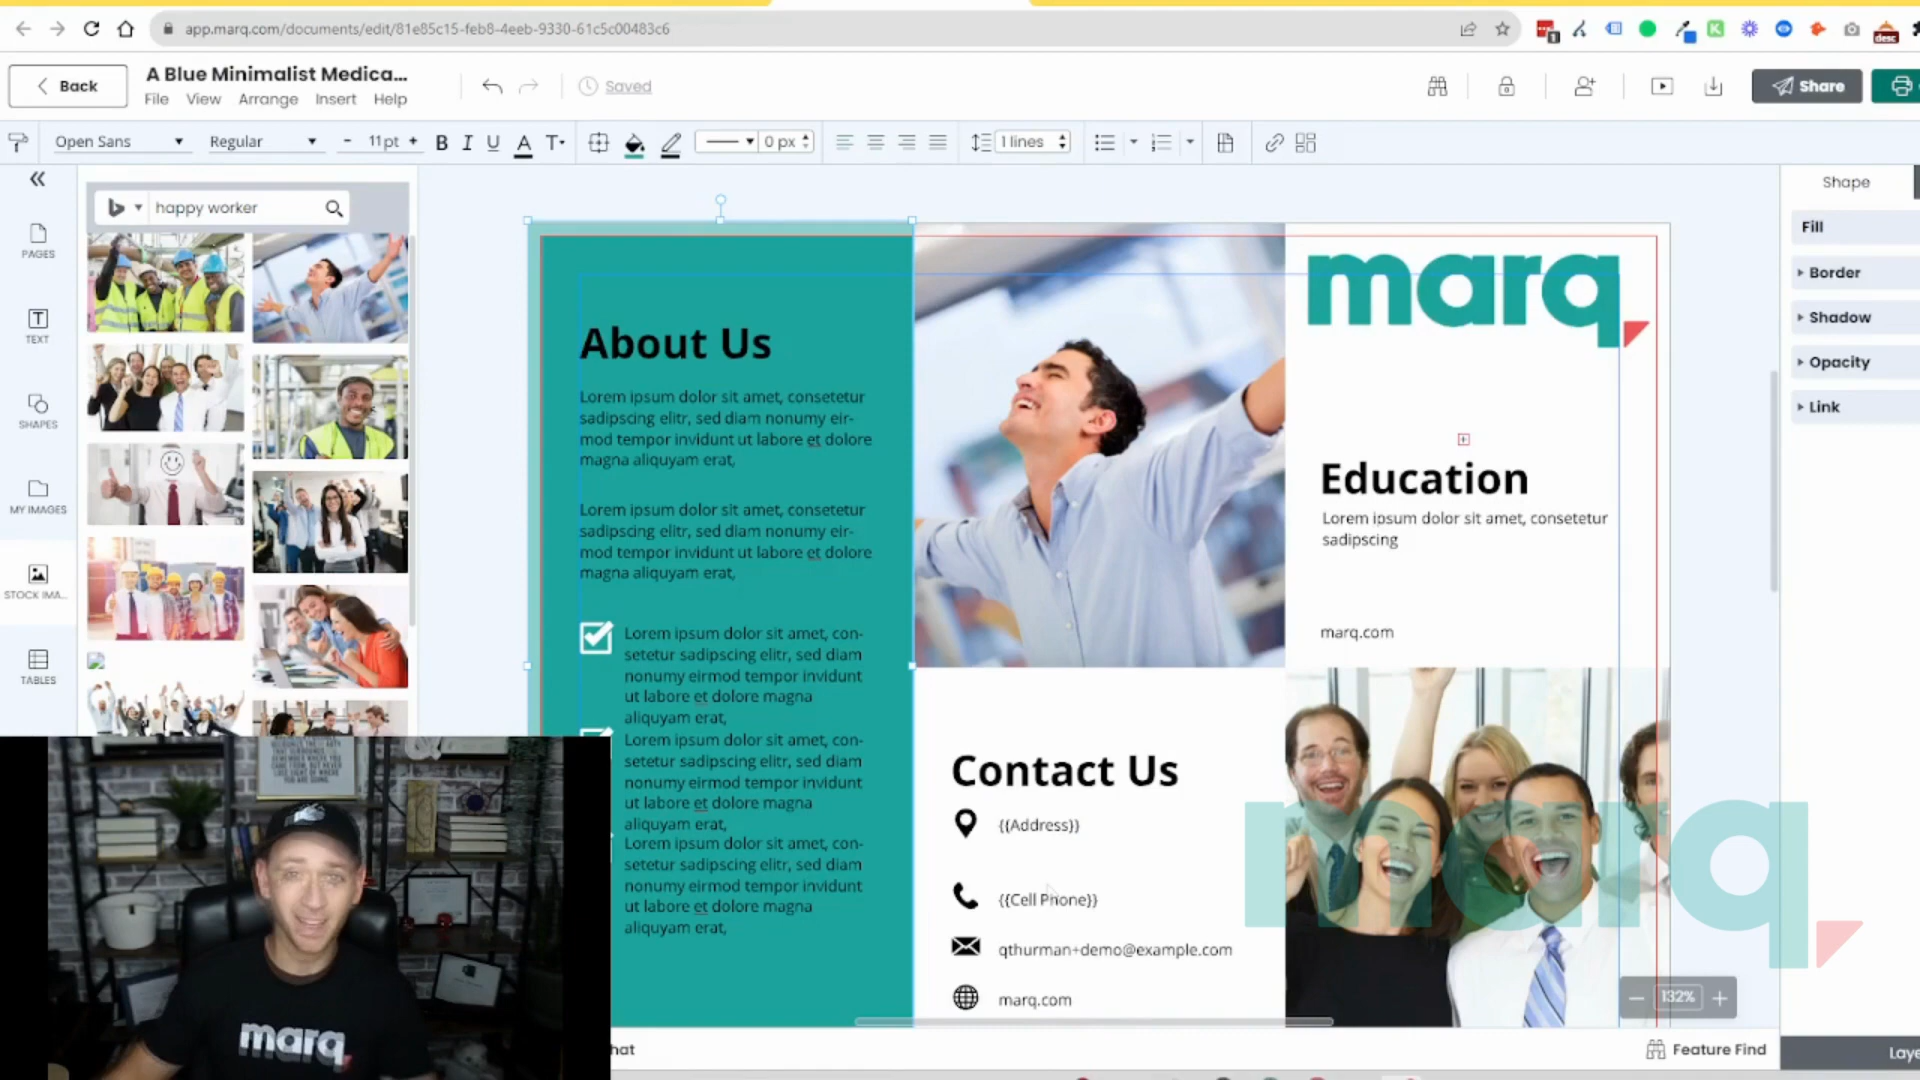 app.marq.com/documents/edit/81e85c15-feb8-4eeb-9330-61c5c00483c6
desc
Back
A Blue Minimalist Medica...
File View Arrange Insert Help
Saved
Share
Open Sans
Regular
- 11pt +
B I U A T
0 px
1 lines
happy worker
PAGES
TEXT
SHAPES
MY IMAGES
STOCK IMA...
TABLES
About Us
Lorem ipsum dolor sit amet, consetetur
sadipscing elitr, sed diam nonumy eir-
mod tempor invidunt ut labore et dolore
magna aliquyam erat,
Lorem ipsum dolor sit amet, consetetur
sadipscing elitr, sed diam nonumy eir-
mod tempor invidunt ut labore et dolore
magna aliquyam erat,
Lorem ipsum dolor sit amet, con-
setetur sadipscing elitr, sed diam
nonumy eirmod tempor invidunt
ut labore et dolore magna
aliquyam erat,
Lorem ipsum dolor sit amet, con-
setetur sadipscing elitr, sed diam
nonumy eirmod tempor invidunt
ut labore et dolore magna
aliquyam erat,
Lorem ipsum dolor sit amet, con-
setetur sadipscing elitr, sed diam
nonumy eirmod tempor invidunt
ut labore et dolore magna
aliquyam erat,
Contact Us
{{Address}}
{{Cell Phone}}
qthurman+demo@example.com
marq.com
marq
Education
Lorem ipsum dolor sit amet, consetetur
sadipscing
marq.com
marq
132%
Shape
Fill
Border
Shadow
Opacity
Link
hat
Feature Find
Laye
marq